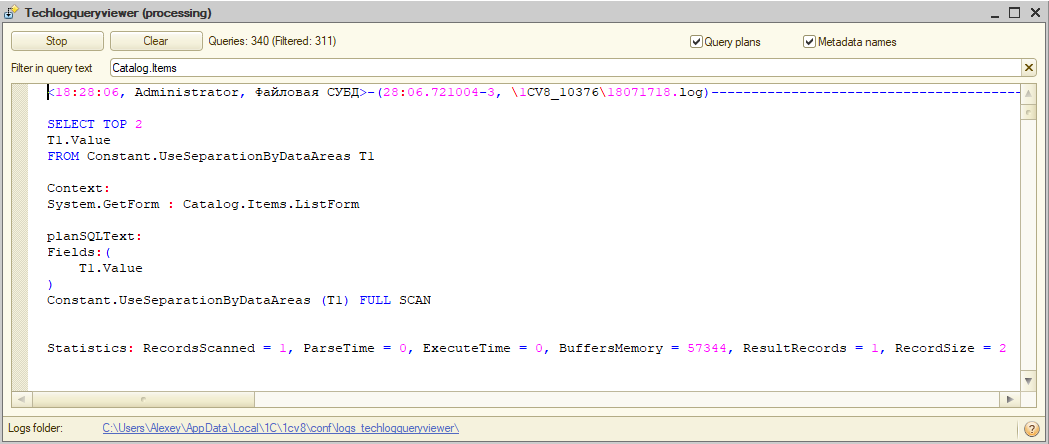 Techlogqueryviewer (processing)
Stop Clear Queries: 340 (Filtered: 311) Query plans Metadata names
Filter in query text Catalog.Items
<18:28:06, Administrator, Файловая СУБД>-(28:06.721004-3, \1CV8_10376\18071718.log)---------------------------------------
SELECT TOP 2
T1.Value
FROM Constant.UseSeparationByDataAreas T1
Context:
System.GetForm : Catalog.Items.ListForm
planSQLText:
Fields:(
T1.Value
)
Constant.UseSeparationByDataAreas (T1) FULL SCAN
Statistics: RecordsScanned = 1, ParseTime = 0, ExecuteTime = 0, BuffersMemory = 57344, ResultRecords = 1, RecordSize = 2
Logs folder: C:\Users\Alexey\AppData\Local\1C\1cv8\conf\logs_techlogqueryviewer\ ?